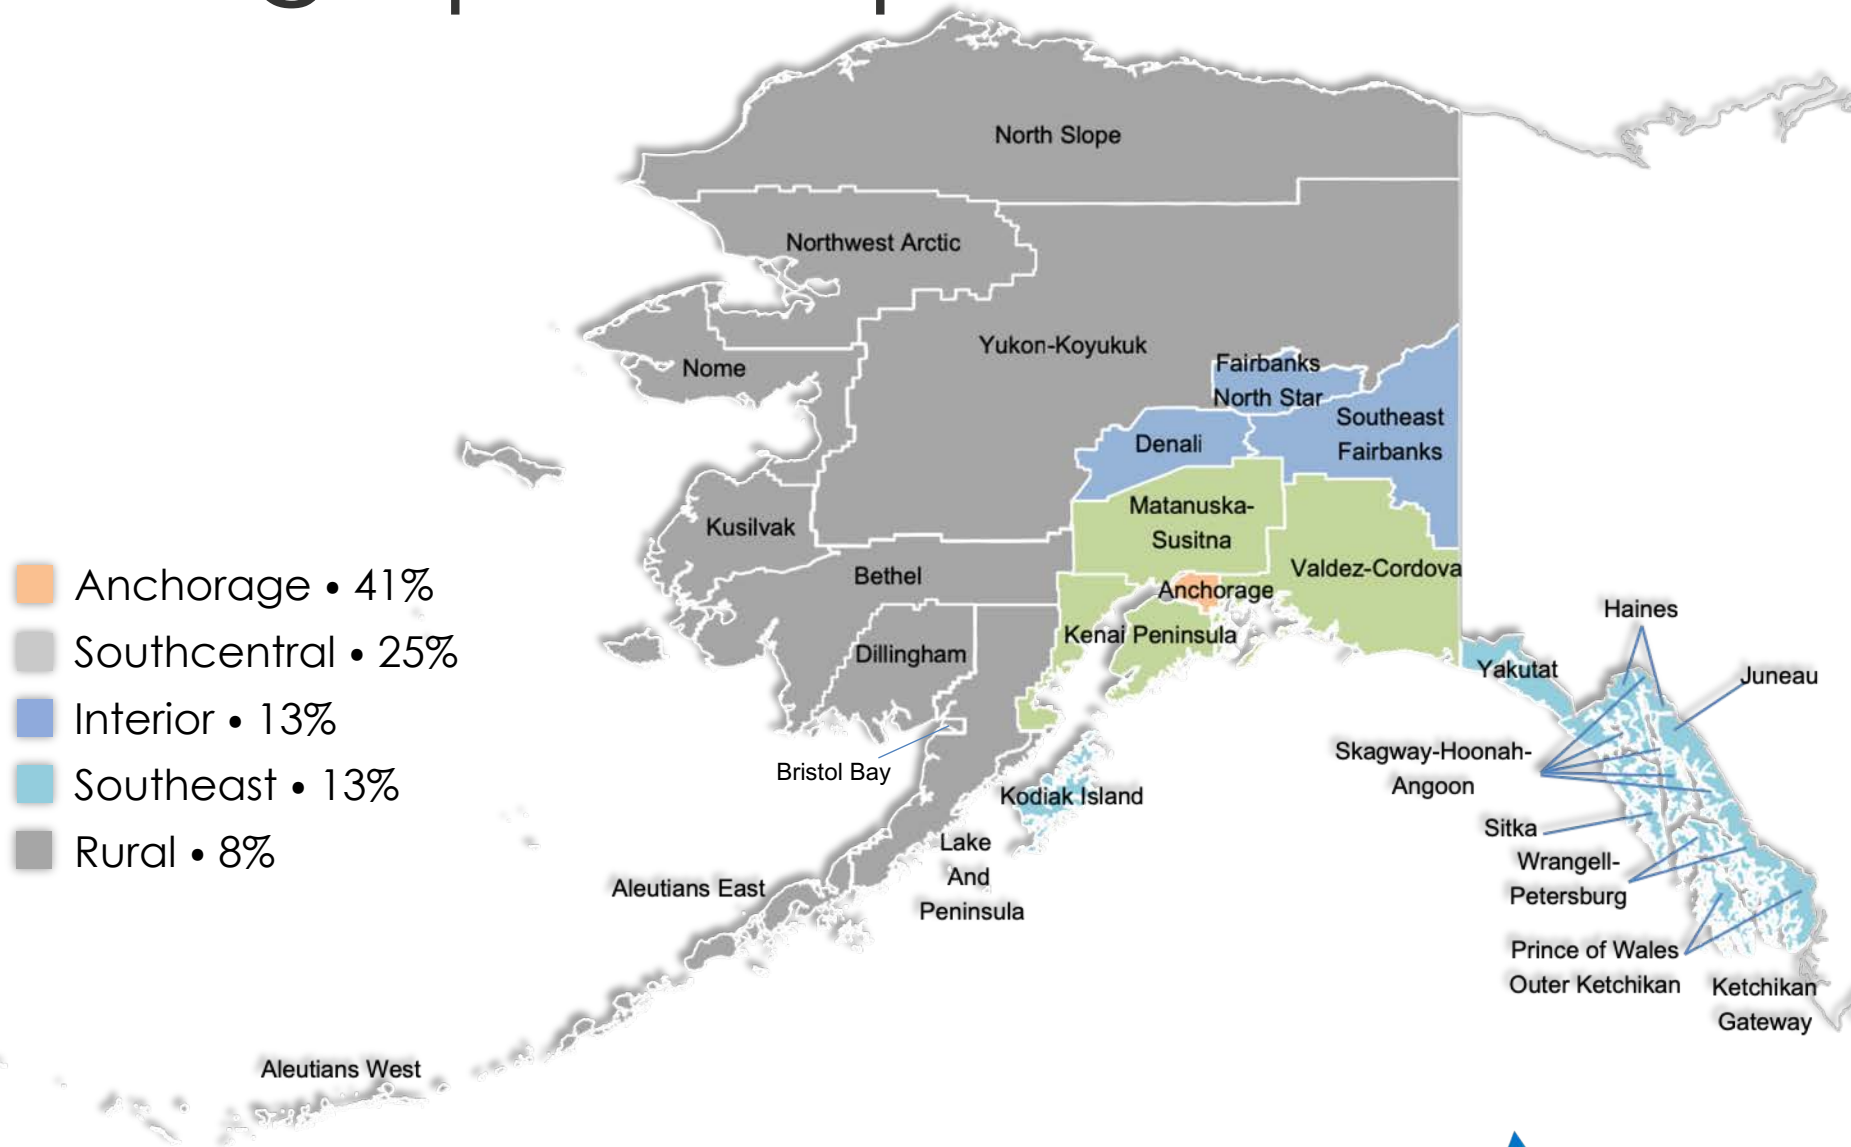 North Slope
Northwest Arctic
Yukon-Koyukuk
Nome
Fairbanks
North Star
Southeast
Fairbanks
Denali
Matanuska-
Susitna
Kusilvak
Bethel
Valdez-Cordova
Anchorage
Kenai Peninsula
Dillingham
Bristol Bay
Kodiak Island
Lake
And
Peninsula
Aleutians East
Aleutians West
Haines
Yakutat
Juneau
Skagway-Hoonah-
Angoon
Sitka
Wrangell-
Petersburg
Prince of Wales
Outer Ketchikan
Ketchikan
Gateway
Anchorage • 41%
Southcentral • 25%
Interior • 13%
Southeast • 13%
Rural • 8%